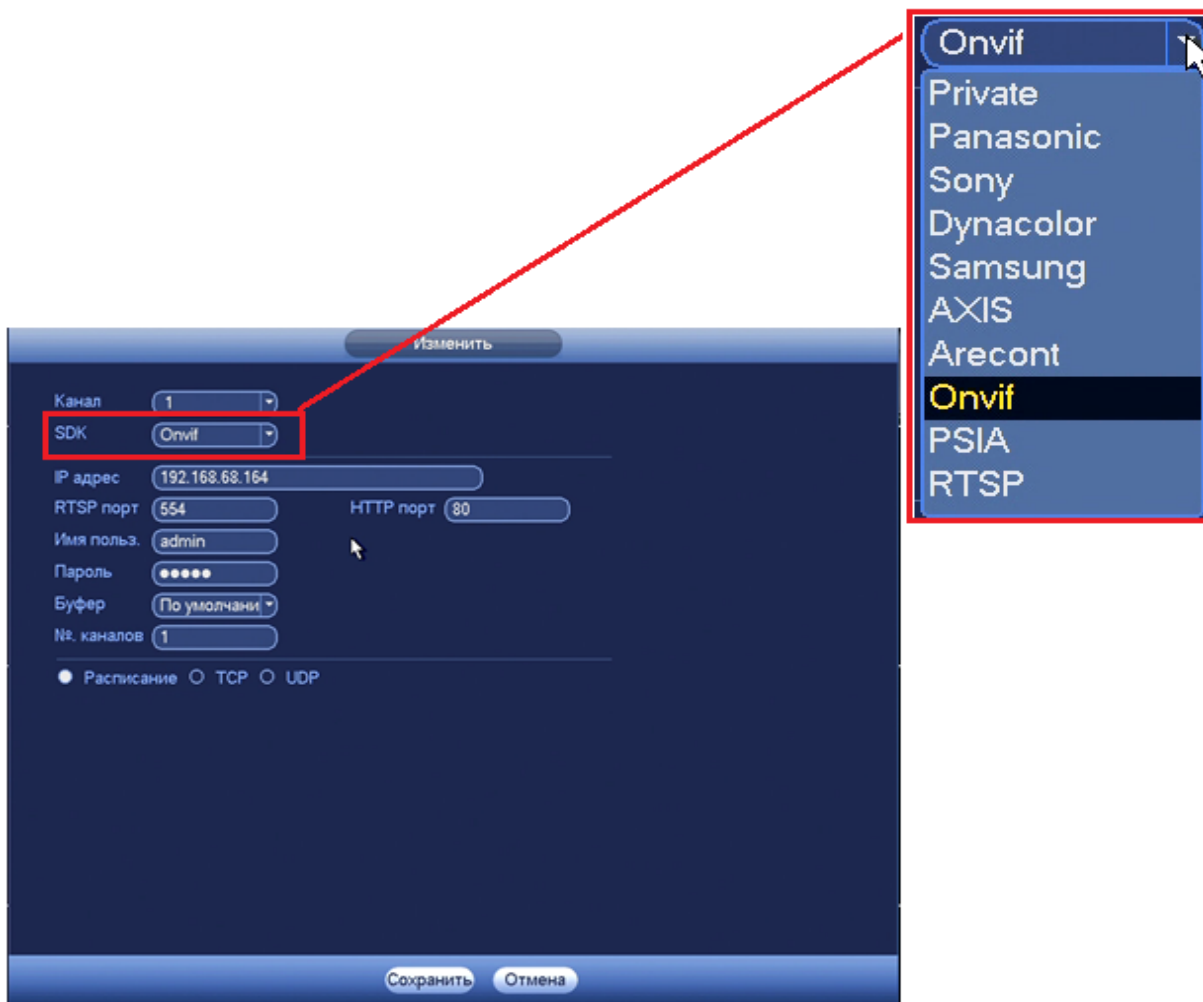 Onvif
Private
Panasonic
Sony
Dynacolor
Samsung
AXIS
Arecont
Onvif
PSIA
RTSP
Изменить
Канал 1
SDK Onvif
IP адрес 192.168.68.164
RTSP порт 554 HTTP порт 80
Имя польз. admin
Пароль •••••
Буфер По умолчани
№. каналов 1
Расписание TCP UDP
Сохранить Отмена